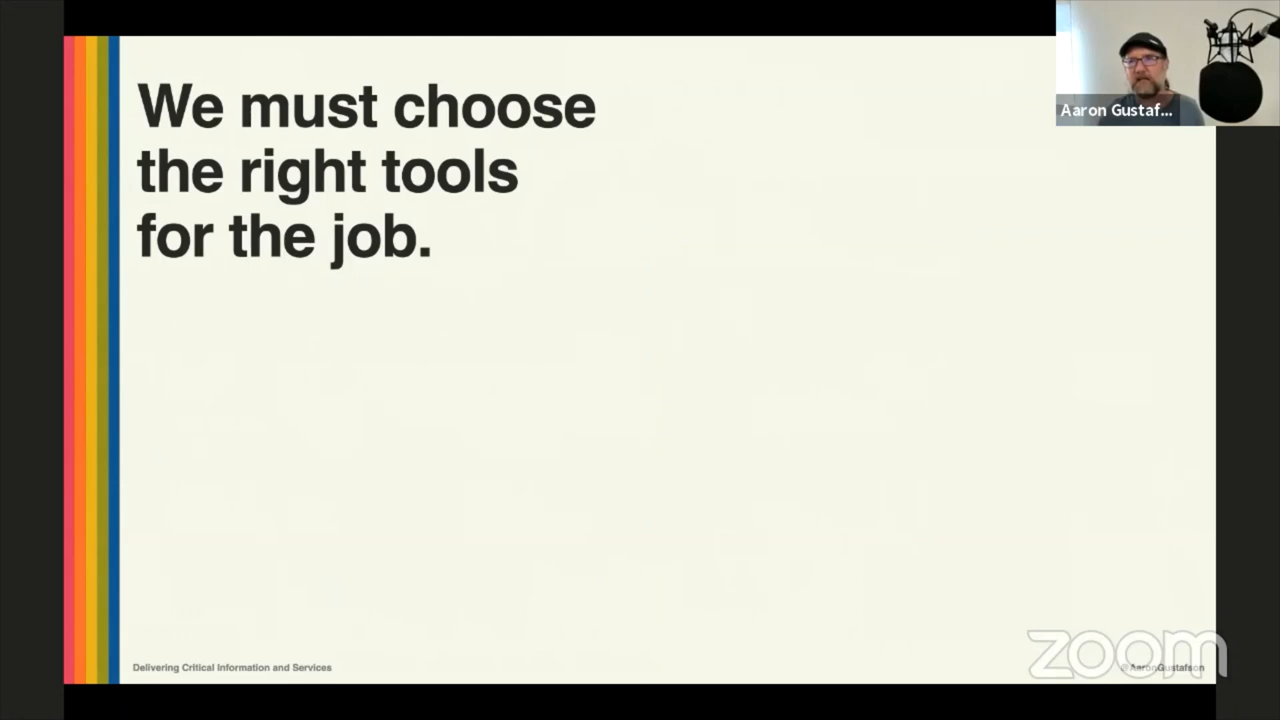 We must choose
the right tools
for the job.
Aaron Gustaf...
Delivering Critical Information and Services
@AaronGustafson
zoom